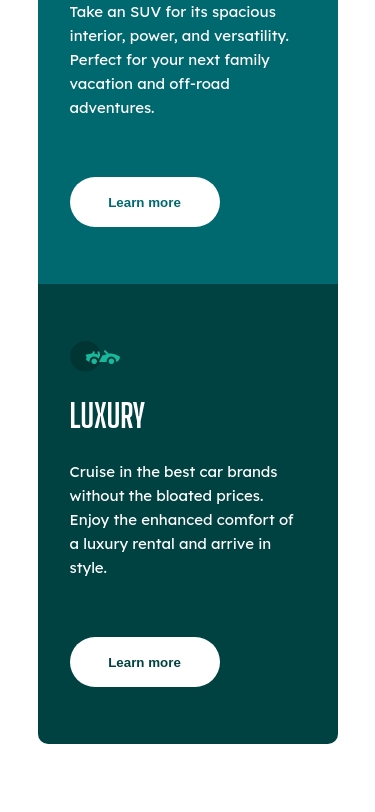 Take an SUV for its spacious
interior, power, and versatility.
Perfect for your next family
vacation and off-road
adventures.
Learn more
LUXURY
Cruise in the best car brands
without the bloated prices.
Enjoy the enhanced comfort of
a luxury rental and arrive in
style.
Learn more